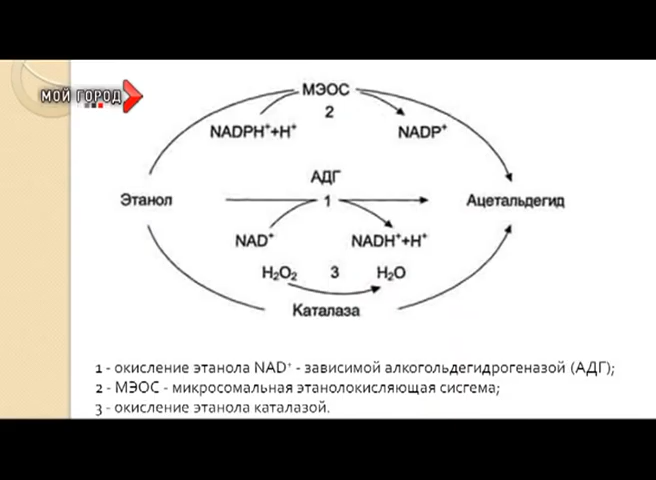 МОЙ ГОРОД
МЭОС
2
NADPH⁺+H⁺
NADP⁺
АДГ
Этанол
1
Ацетальдегид
NAD⁺
NADH⁺+H⁺
H₂O₂
3
H₂O
Каталаза
1 - окисление этанола NAD⁺ - зависимой алкогольдегидрогеназой (АДГ);
2 - МЭОС - микросомальная этанолокисляющая сисгема;
3 - окисление этанола каталазой.